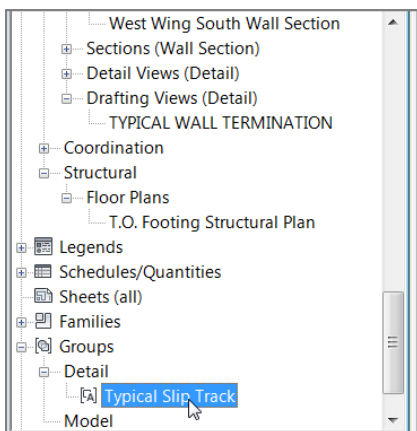 West Wing South Wall Section
Sections (Wall Section)
Detail Views (Detail)
Drafting Views (Detail)
TYPICAL WALL TERMINATION
Coordination
Structural
Floor Plans
T.O. Footing Structural Plan
Legends
Schedules/Quantities
Sheets (all)
Families
Groups
Detail
[A] Typical Slip Track
Model